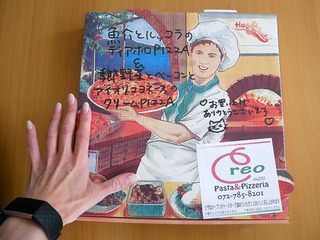 Hot
魚介とルッコラの
ディアボロPIZZA
&
朝野菜とベーコンと
アイオリマヨネーズの
クリームPIZZA
♡お買い上げ
ありがとうございます
♡
Creo
Pasta&Pizzeria
072-785-8201